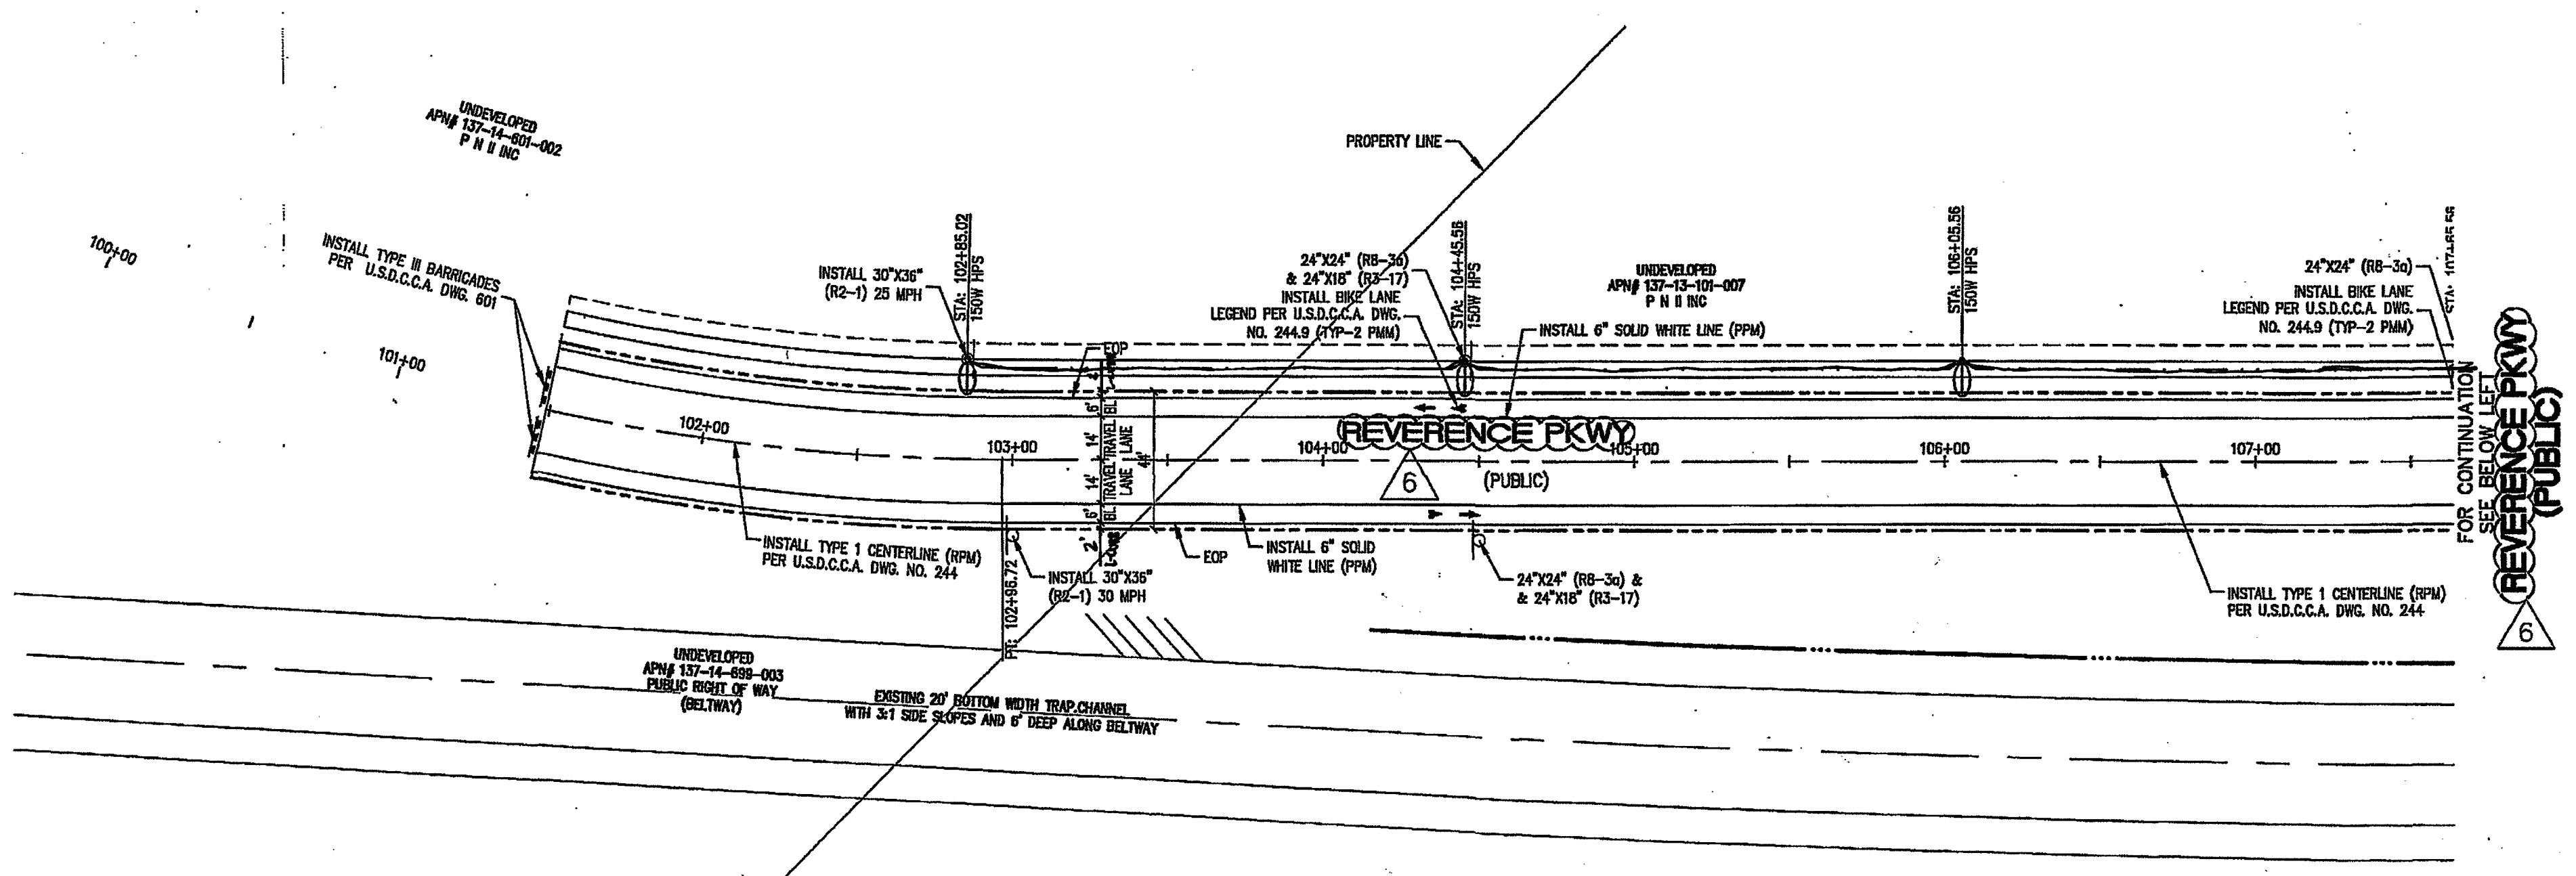 UNDEVELOPED
APN# 137-14-601-002
P N II INC
100+00
INSTALL TYPE III BARRICADES
PER U.S.D.C.C.A. DWG. 601
101+00
102+00
INSTALL 30"X36"
(R2-1) 25 MPH
STA: 102+85.02
150W HPS
EOP
PROPERTY LINE
24"X24" (R8-3a)
& 24"X18" (R3-17)
INSTALL BIKE LANE
LEGEND PER U.S.D.C.C.A. DWG.
NO. 244.9 (TYP-2 PMM)
STA: 104+45.56
150W HPS
UNDEVELOPED
APN# 137-13-101-007
P N II INC
INSTALL 6" SOLID WHITE LINE (PPM)
STA: 106+05.56
150W HPS
24"X24" (R8-3a)
INSTALL BIKE LANE
LEGEND PER U.S.D.C.C.A. DWG.
NO. 244.9 (TYP-2 PMM)
STA: 107+65.56
FOR CONTINUATION
SEE BELOW LEFT
REVERENCE PKWY
(PUBLIC)
6
103+00
104+00
REVERENCE PKWY
105+00
106+00
107+00
6
(PUBLIC)
6' BL
14' TRAVEL LANE
14' TRAVEL LANE
6' BL
2'
44'
INSTALL TYPE 1 CENTERLINE (RPM)
PER U.S.D.C.C.A. DWG. NO. 244
PT: 102+96.72
INSTALL 30"X36"
(R2-1) 30 MPH
EOP
INSTALL 6" SOLID
WHITE LINE (PPM)
24"X24" (R8-3a) &
& 24"X18" (R3-17)
INSTALL TYPE 1 CENTERLINE (RPM)
PER U.S.D.C.C.A. DWG. NO. 244
UNDEVELOPED
APN# 137-14-699-003
PUBLIC RIGHT OF WAY
(BELTWAY)
EXISTING 20' BOTTOM WIDTH TRAP.CHANNEL
WITH 3:1 SIDE SLOPES AND 6' DEEP ALONG BELTWAY